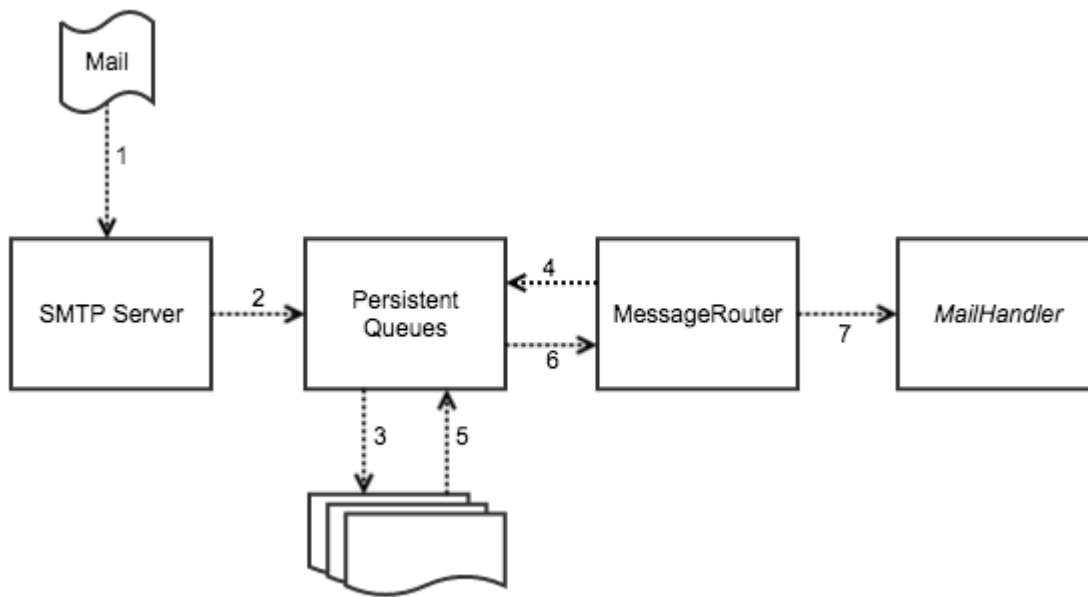 Mail
1
SMTP Server
2
Persistent
Queues
4
6
MessageRouter
7
MailHandler
3
5